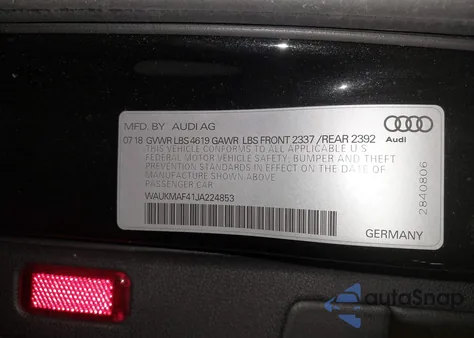 MFD. BY AUDI AG
07 18 GVWR LBS 4619 GAWR LBS FRONT 2337 /REAR 2392
THIS VEHICLE CONFORMS TO ALL APPLICABLE U.S
FEDERAL MOTOR VEHICLE SAFETY; BUMPER AND THEFT
PREVENTION STANDARDS IN EFFECT ON THE DATE OF
MANUFACTURE SHOWN ABOVE.
PASSENGER CAR
WAUKMAF41JA224853
Audi
2840806
GERMANY
autoSnap